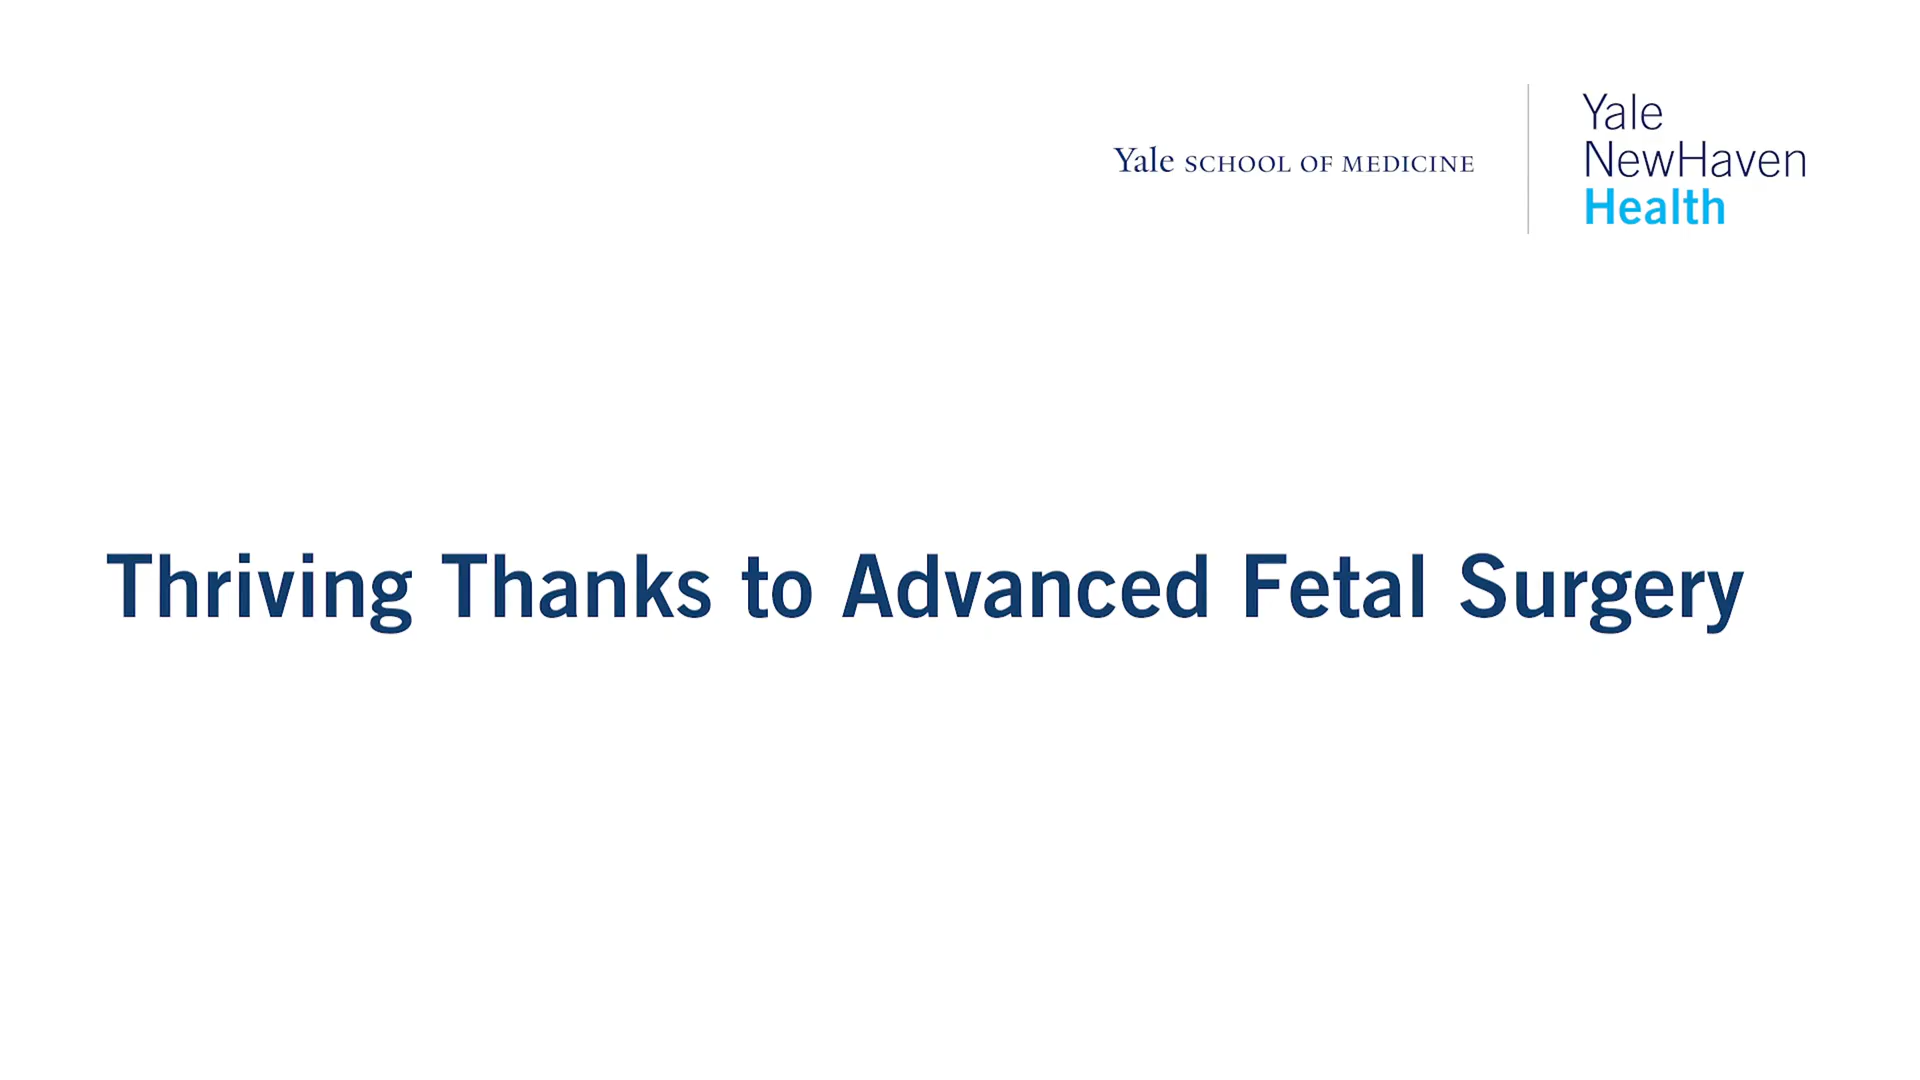 Yale SCHOOL OF MEDICINE
Yale
NewHaven
Health
Thriving Thanks to Advanced Fetal Surgery